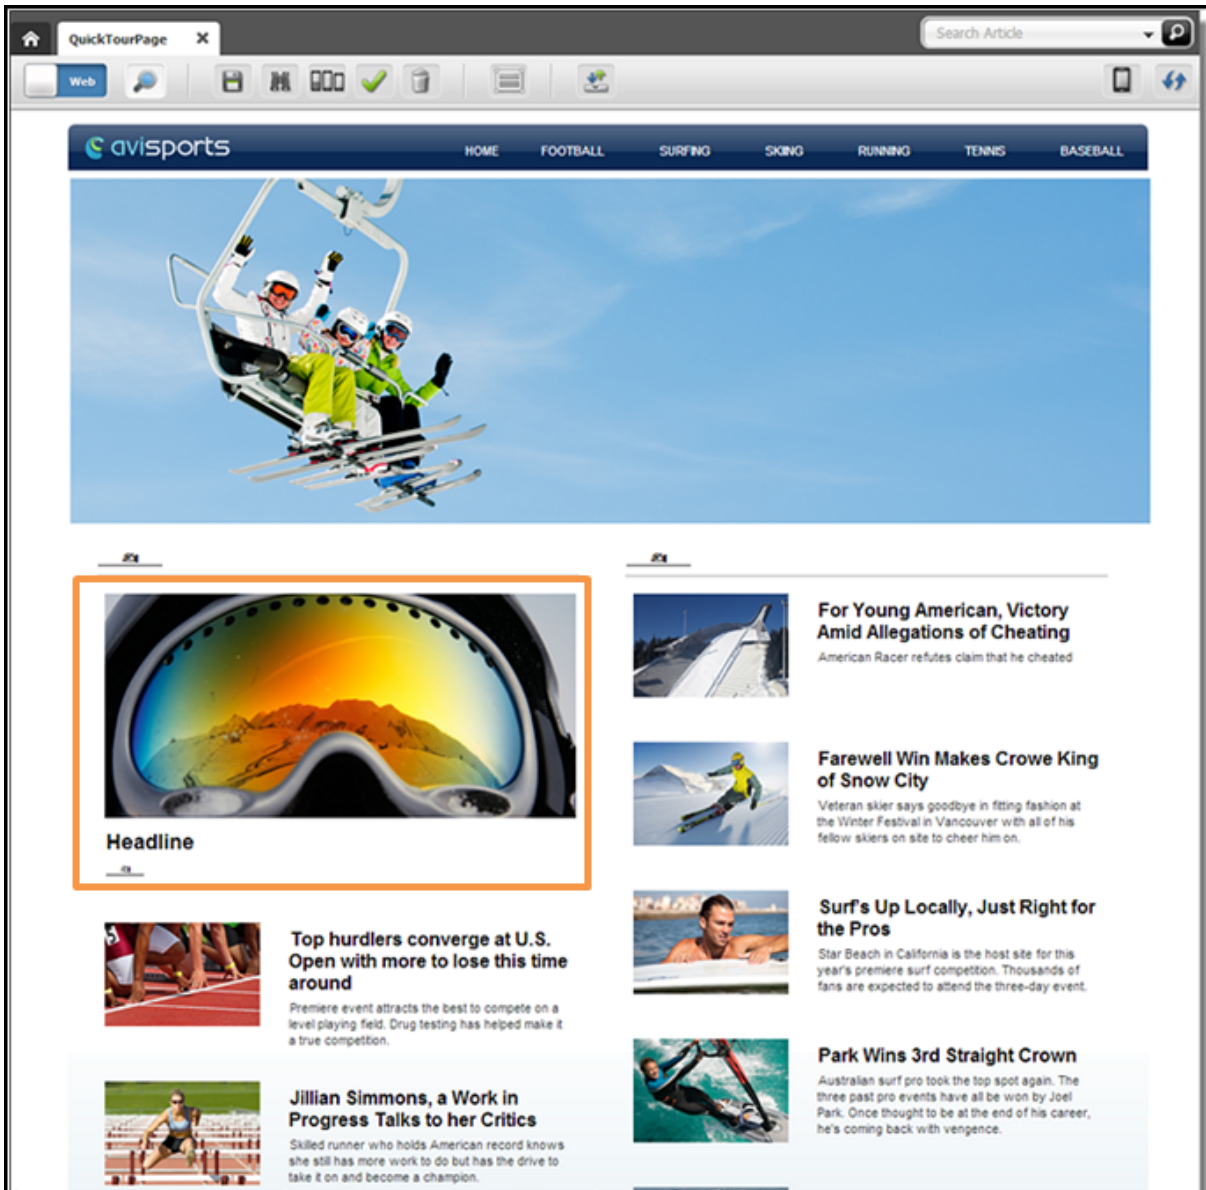 QuickTourPage
Search Article
Web
avisports
HOME FOOTBALL SURFING SKIING RUNNING TENNIS BASEBALL
Headline
Top hurdlers converge at U.S.
Open with more to lose this time
around
Premiere event attracts the best to compete on a
level playing field. Drug testing has helped make it
a true competition.
Jillian Simmons, a Work in
Progress Talks to her Critics
Skilled runner who holds American record knows
she still has more work to do but has the drive to
take it on and become a champion.
For Young American, Victory
Amid Allegations of Cheating
American Racer refutes claim that he cheated
Farewell Win Makes Crowe King
of Snow City
Veteran skier says goodbye in fitting fashion at
the Winter Festival in Vancouver with all of his
fellow skiers on site to cheer him on.
Surf's Up Locally, Just Right for
the Pros
Star Beach in California is the host site for this
year's premiere surf competition. Thousands of
fans are expected to attend the three-day event.
Park Wins 3rd Straight Crown
Australian surf pro took the top spot again. The
three past pro events have all be won by Joel
Park. Once thought to be at the end of his career,
he's coming back with vengence.